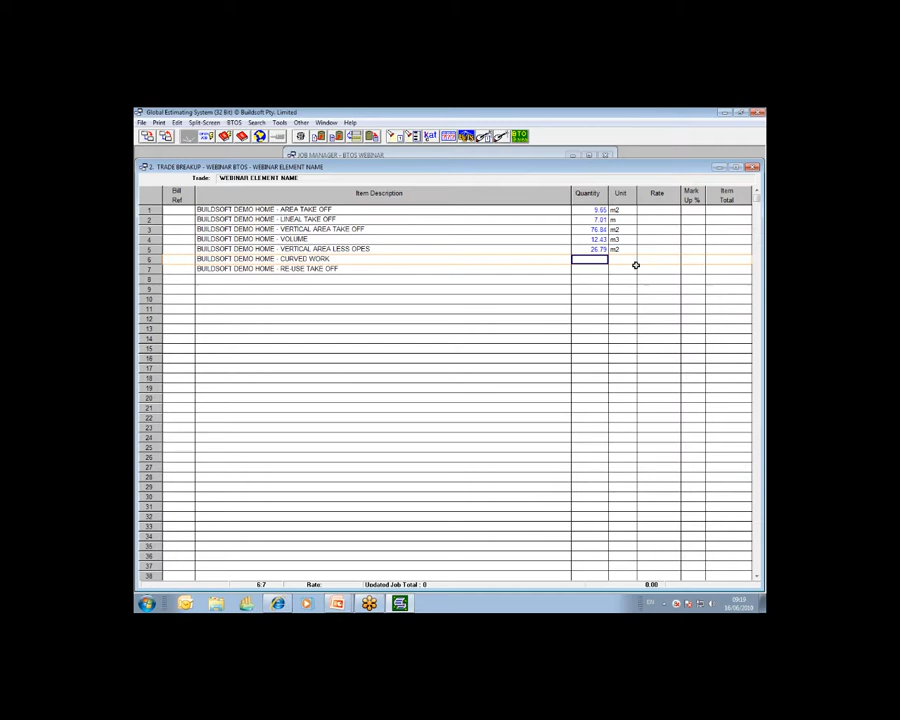 Global Estimating System (32 Bit) © Buildsoft Pty. Limited
File Print Edit Split-Screen BTOS Search Tools Other Window Help
JOB MANAGER - BTOS WEBINAR
2. TRADE BREAKUP - WEBINAR BTOS - WEBINAR ELEMENT NAME
Trade: WEBINAR ELEMENT NAME
Bill Ref Item Description Quantity Unit Rate Mark Up % Item Total
1 BUILDSOFT DEMO HOME - AREA TAKE OFF 9.65 m2
2 BUILDSOFT DEMO HOME - LINEAL TAKE OFF 7.01 m
3 BUILDSOFT DEMO HOME - VERTICAL AREA TAKE OFF 76.84 m2
4 BUILDSOFT DEMO HOME - VOLUME 12.43 m3
5 BUILDSOFT DEMO HOME - VERTICAL AREA LESS OPES 26.79 m2
6 BUILDSOFT DEMO HOME - CURVED WORK
7 BUILDSOFT DEMO HOME - RE-USE TAKE OFF
8
9
10
11
12
13
14
15
16
17
18
19
20
21
22
23
24
25
26
27
28
29
30
31
32
33
34
35
36
37
38
6:7 Rate: Updated Job Total : 0 0.00
EN 09:19
16/06/2010